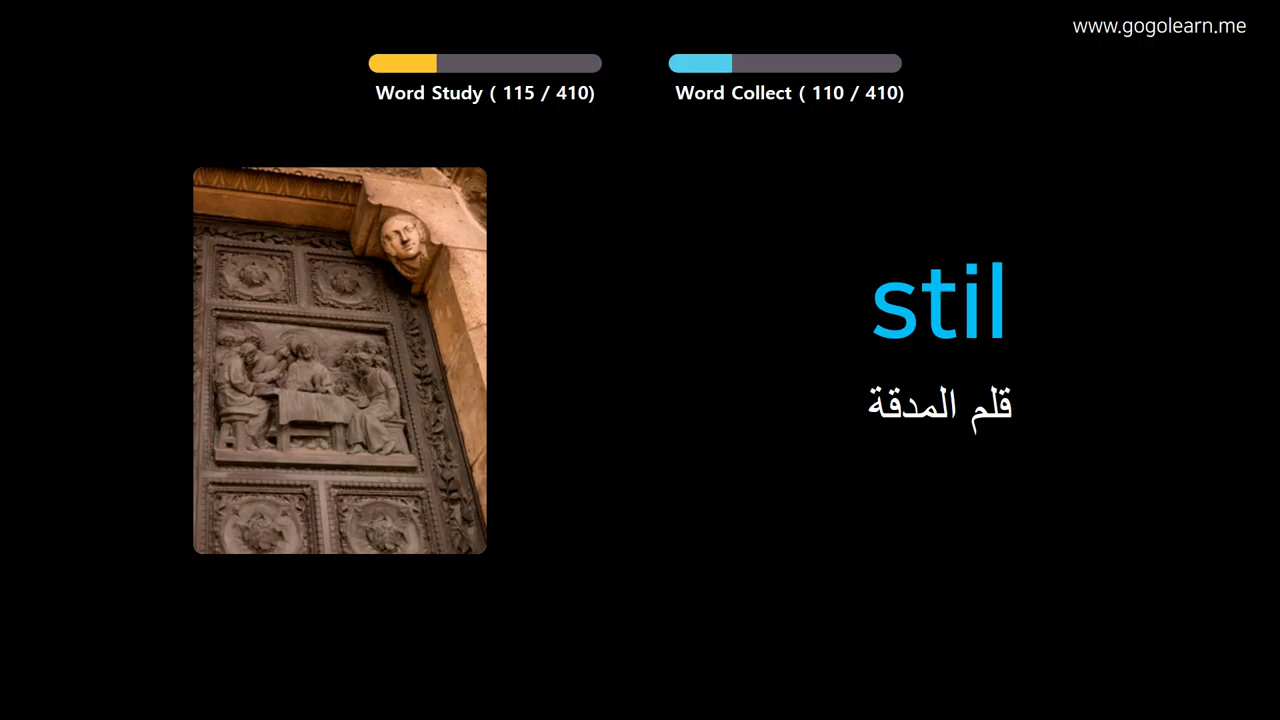 www.gogolearn.me
Word Study ( 115 / 410)
Word Collect ( 110 / 410)
stil
قلم المدقة